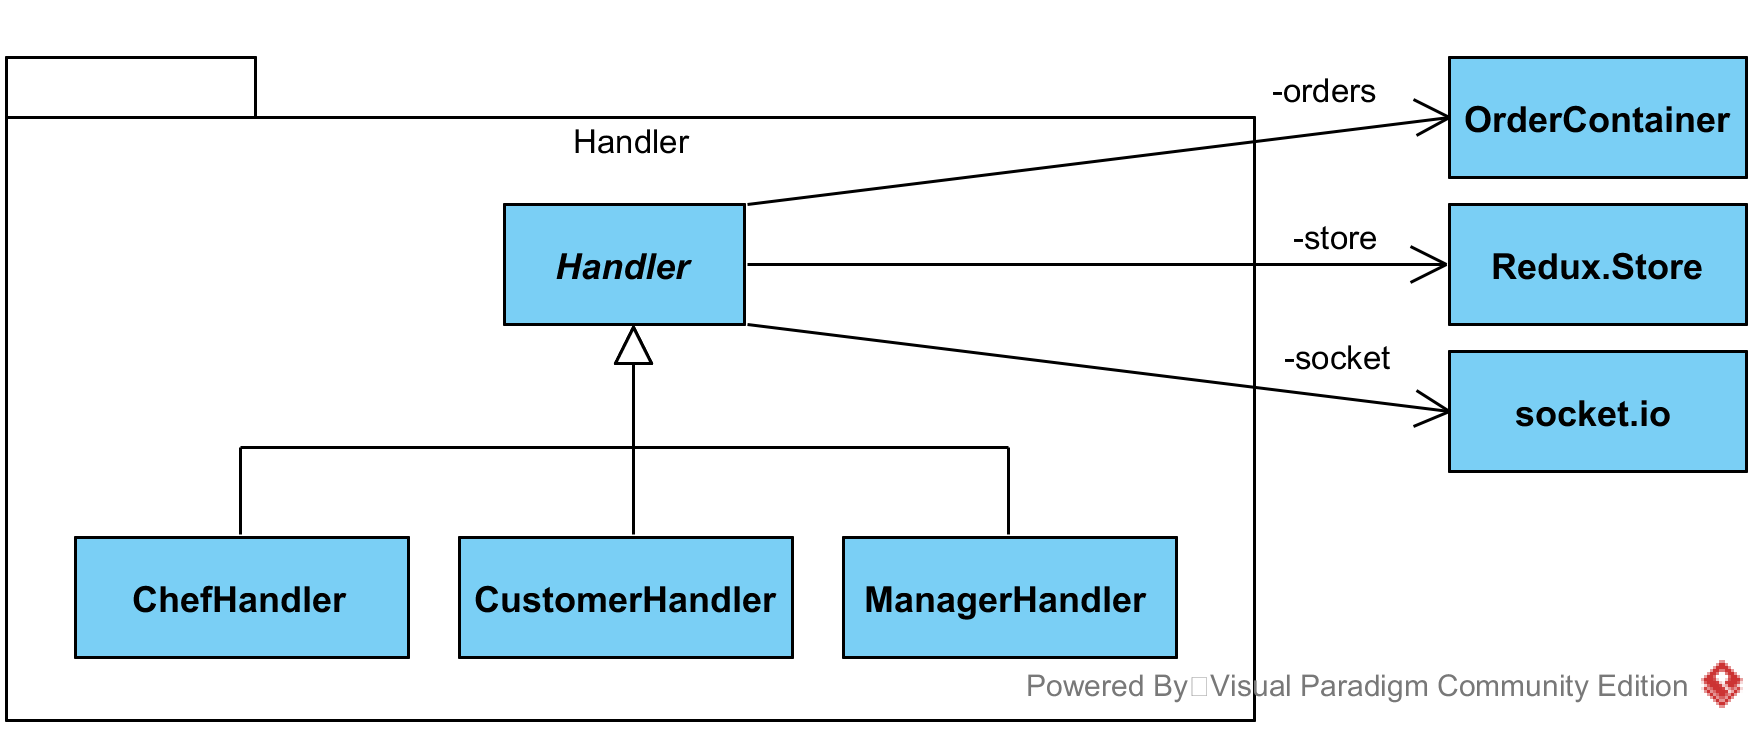 -orders
OrderContainer
Handler
Handler
-store
Redux.Store
-socket
socket.io
ChefHandler
CustomerHandler
ManagerHandler
Powered By Visual Paradigm Community Edition